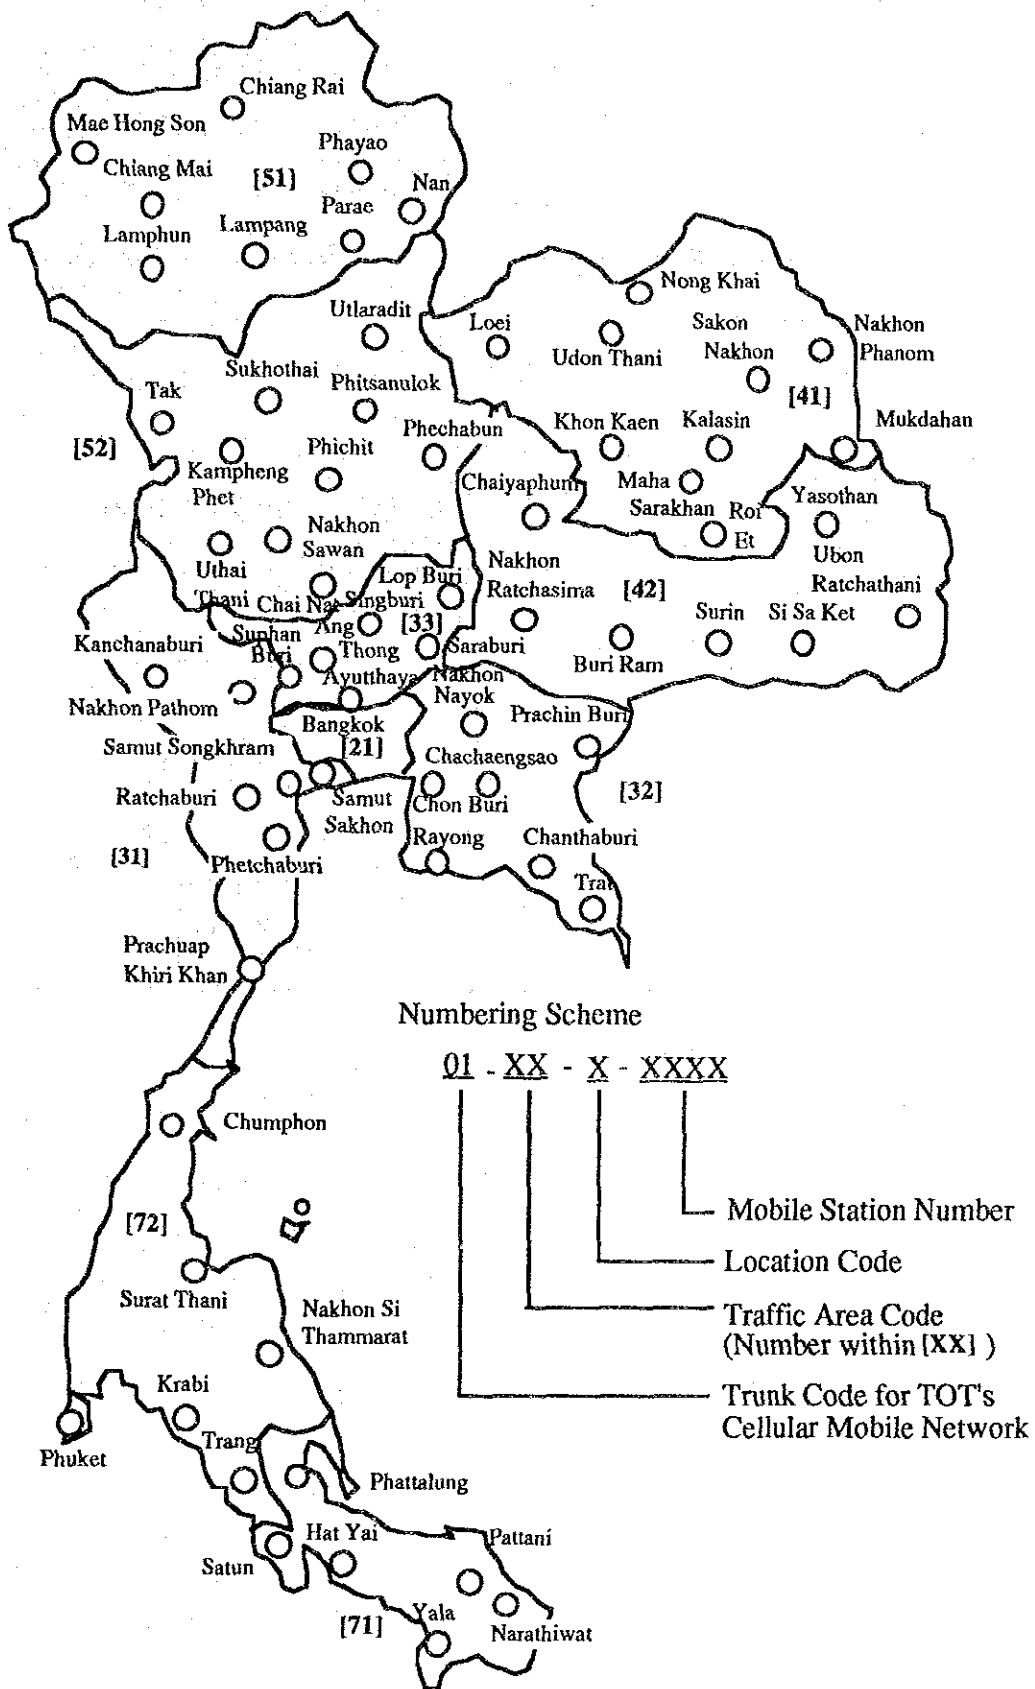 Chiang Rai
Mae Hong Son
Phayao
Chiang Mai
[51]
Nan
Parae
Lampang
Lamphun
Nong Khai
Utlaradit
Loei
Sakon
Nakhon
Nakhon
Phanom
Udon Thani
Sukhothai
Phitsanulok
Tak
[41]
Khon Kaen
Kalasin
Mukdahan
Phechabun
[52]
Phichit
Kampheng
Phet
Chaiyaphum
Maha
Sarakhan
Yasothan
Roi
Et
Nakhon
Sawan
Ubon
Ratchathani
Nakhon
Ratchasima
Uthai
Thani
Lop Buri
[42]
Chai Nat
Singburi
Surin
Si Sa Ket
Ang
Thong
[33]
Suphan
Buri
Kanchanaburi
Saraburi
Buri Ram
Ayutthaya
Nakhon
Nayok
Nakhon Pathom
Prachin Buri
Bangkok
[21]
Samut Songkhram
Chachaengsao
[32]
Ratchaburi
Samut
Sakhon
Chon Buri
Rayong
Chanthaburi
[31]
Phetchaburi
Trat
Prachuap
Khiri Khan
Numbering Scheme
01 - XX - X - XXXX
Chumphon
Mobile Station Number
[72]
Location Code
Surat Thani
Nakhon Si
Thammarat
Traffic Area Code
(Number within [XX] )
Krabi
Trunk Code for TOT's
Cellular Mobile Network
Trang
Phuket
Phattalung
Hat Yai
Pattani
Satun
Yala
[71]
Narathiwat